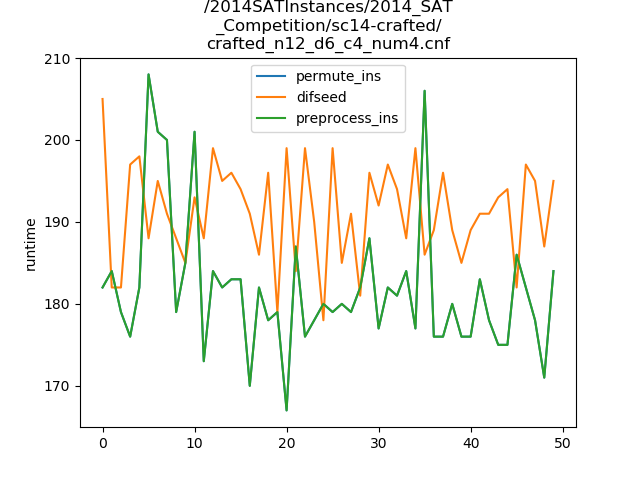 /2014SATInstances/2014_SAT
_Competition/sc14-crafted/
crafted_n12_d6_c4_num4.cnf
210
200
190
180
170
runtime
permute_ins
difseed
preprocess_ins
0 10 20 30 40 50